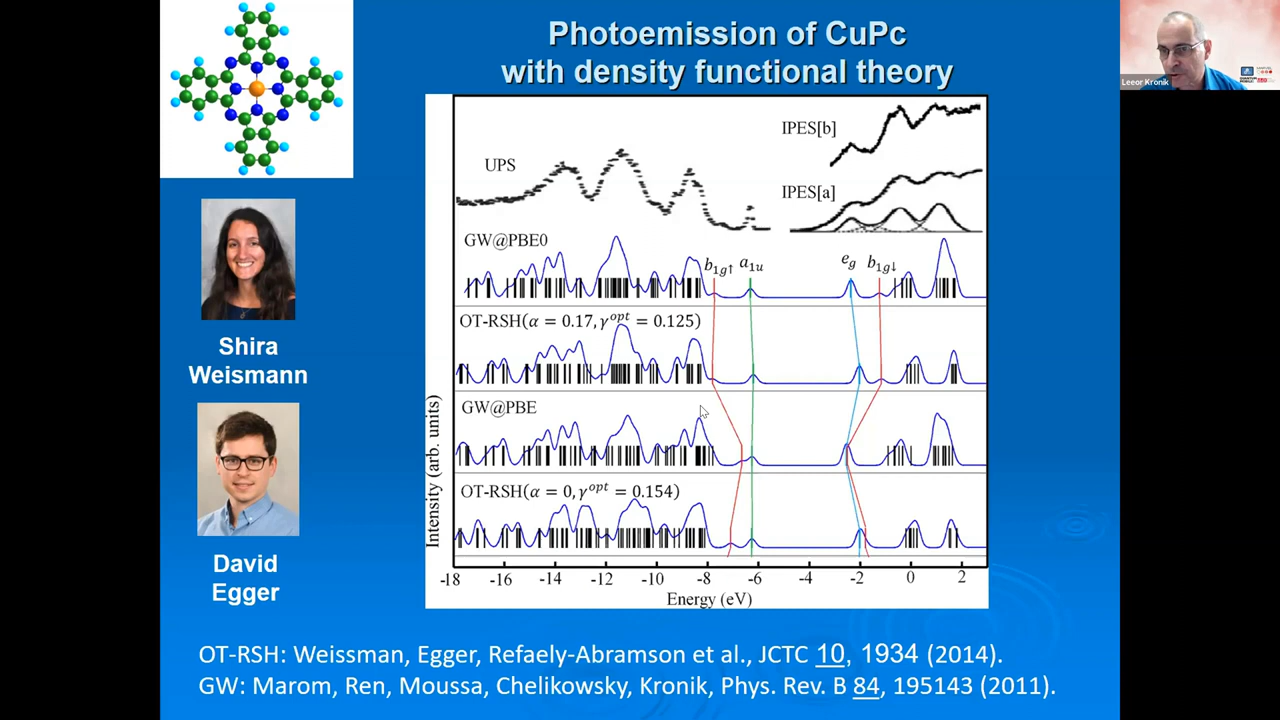 Photoemission of CuPc
with density functional theory
Leeor Kronik
Shira
Weismann
David
Egger
IPES[b]
UPS
IPES[a]
GW@PBE0
b1g↑ a1u eg b1g↓
OT-RSH(α = 0.17, γ^opt = 0.125)
GW@PBE
OT-RSH(α = 0, γ^opt = 0.154)
Intensity (arb. units)
-18 -16 -14 -12 -10 -8 -6 -4 -2 0 2
Energy (eV)
OT-RSH: Weissman, Egger, Refaely-Abramson et al., JCTC 10, 1934 (2014).
GW: Marom, Ren, Moussa, Chelikowsky, Kronik, Phys. Rev. B 84, 195143 (2011).